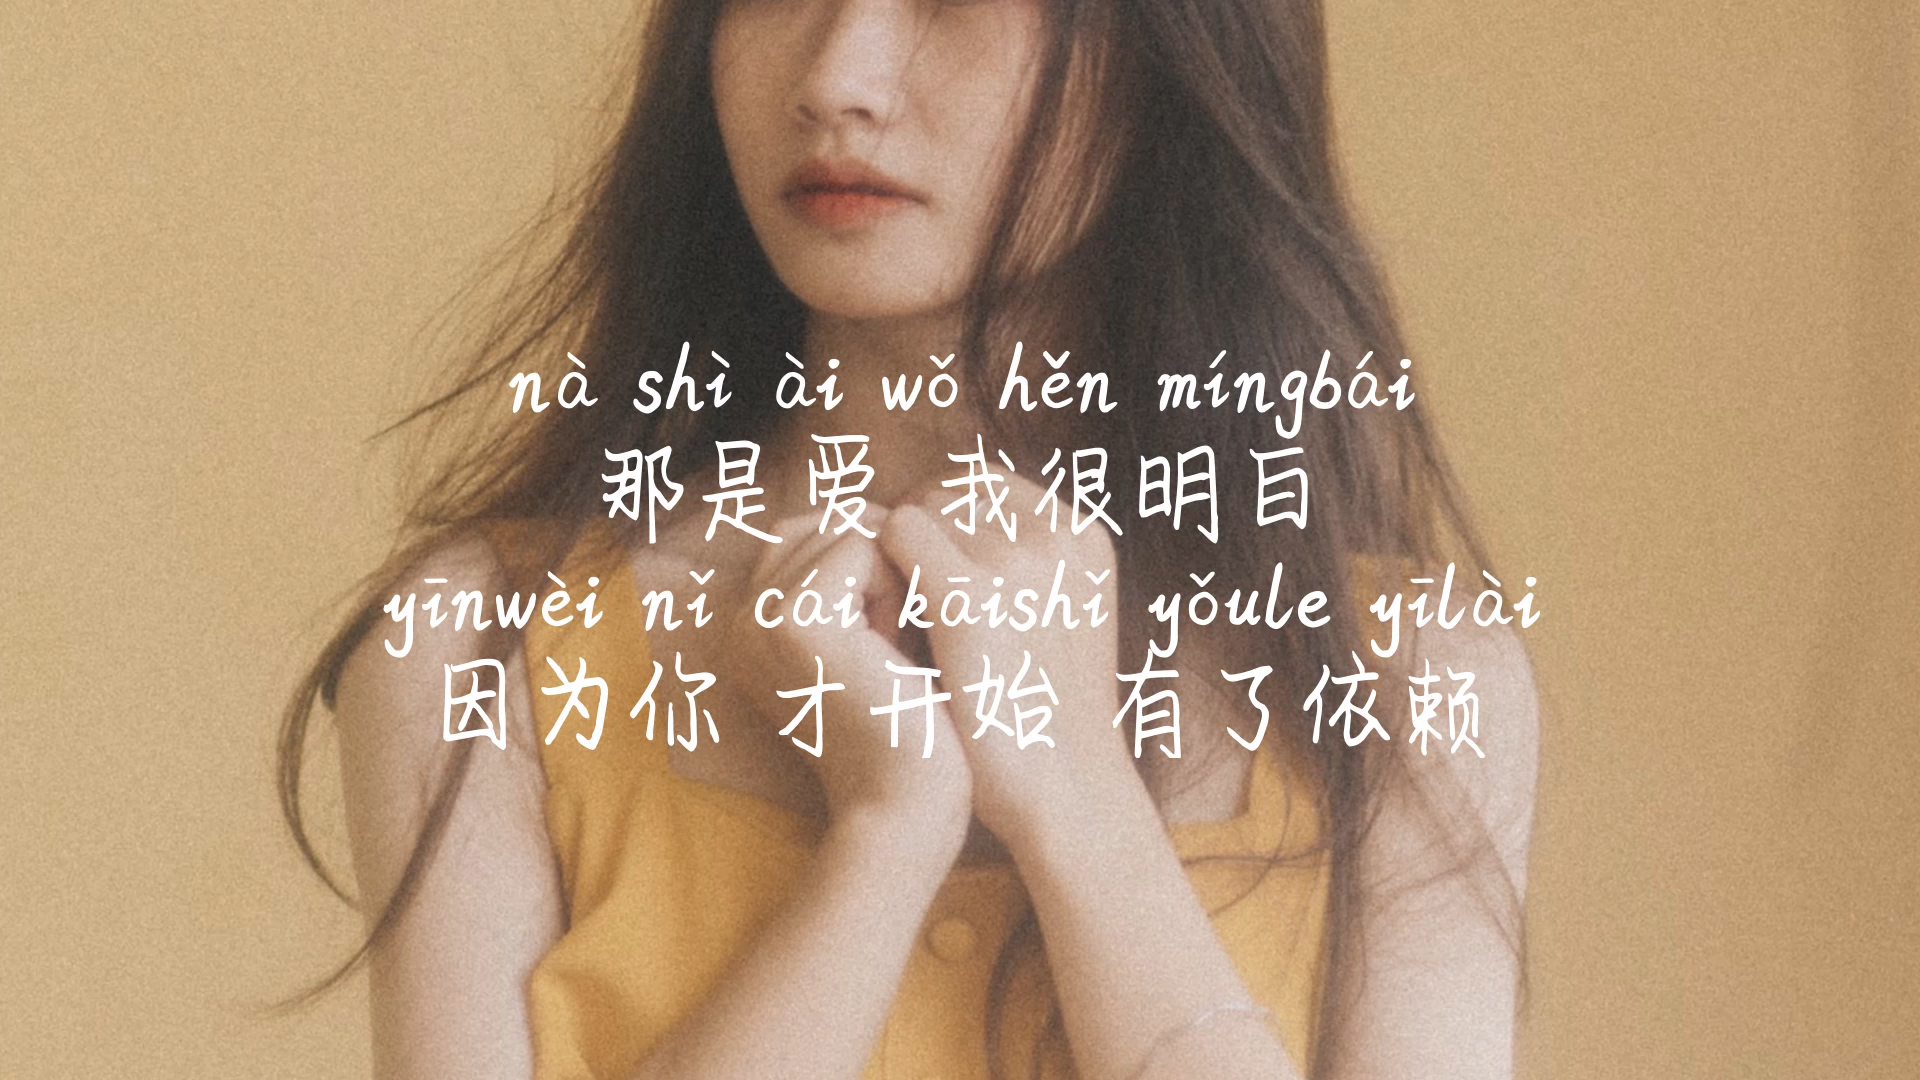 nà shì ài wǒ hěn míngbái
那是爱 我很明白
yīnwèi nǐ cái kāishǐ yǒule yīlài
因为你 才开始 有了依赖